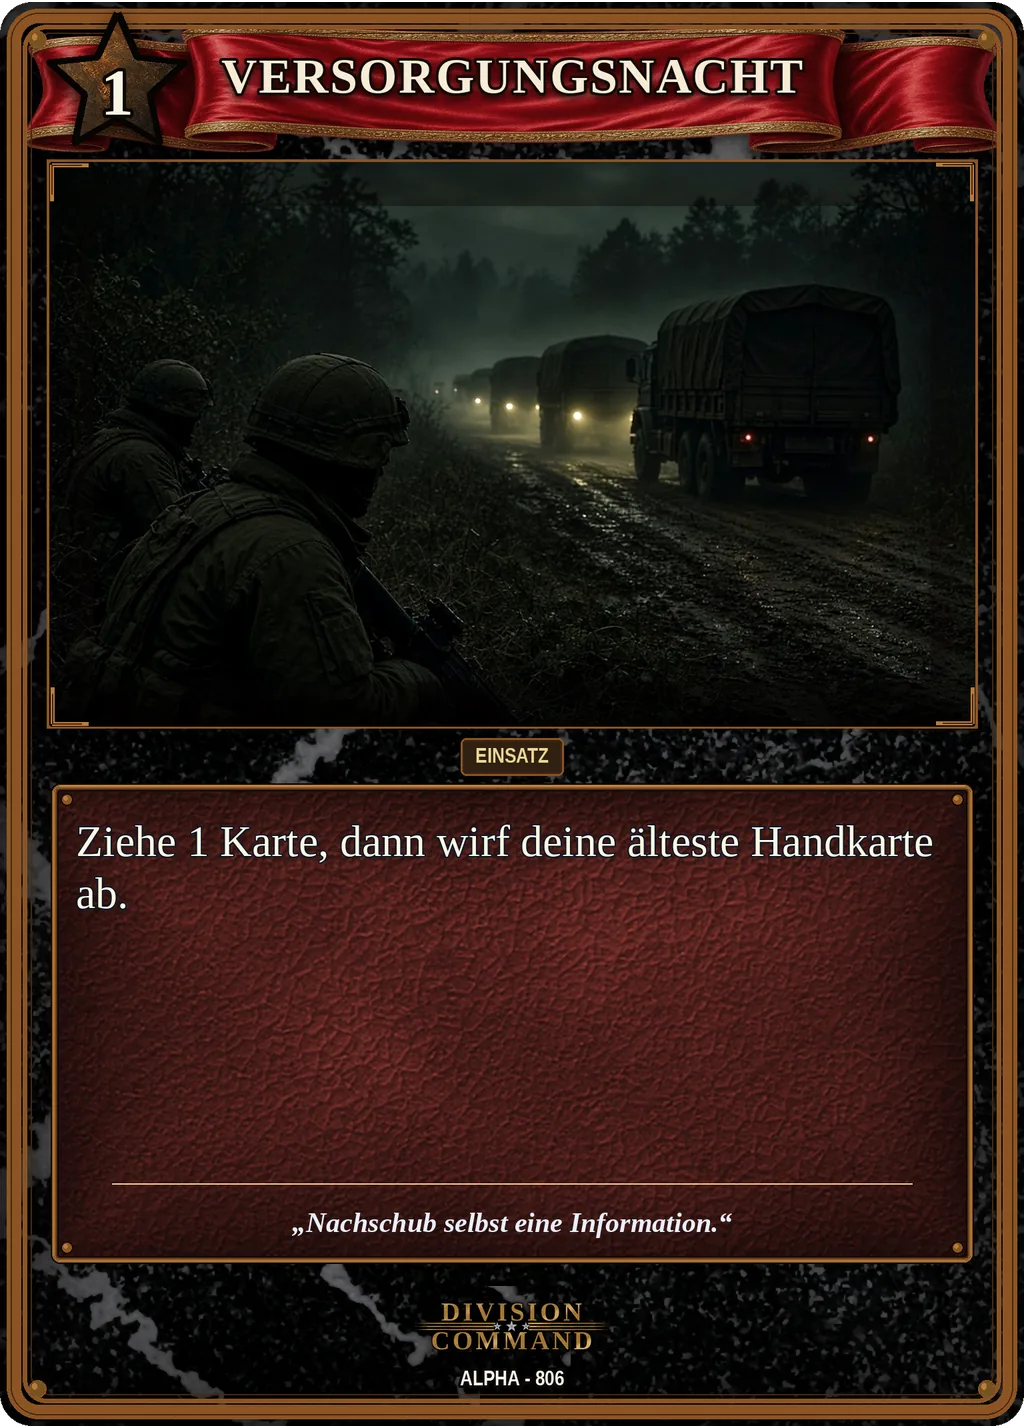 1
VERSORGUNGSNACHT
EINSATZ
Ziehe 1 Karte, dann wirf deine älteste Handkarte
ab.
„Nachschub selbst eine Information.“
DIVISION
COMMAND
ALPHA - 806